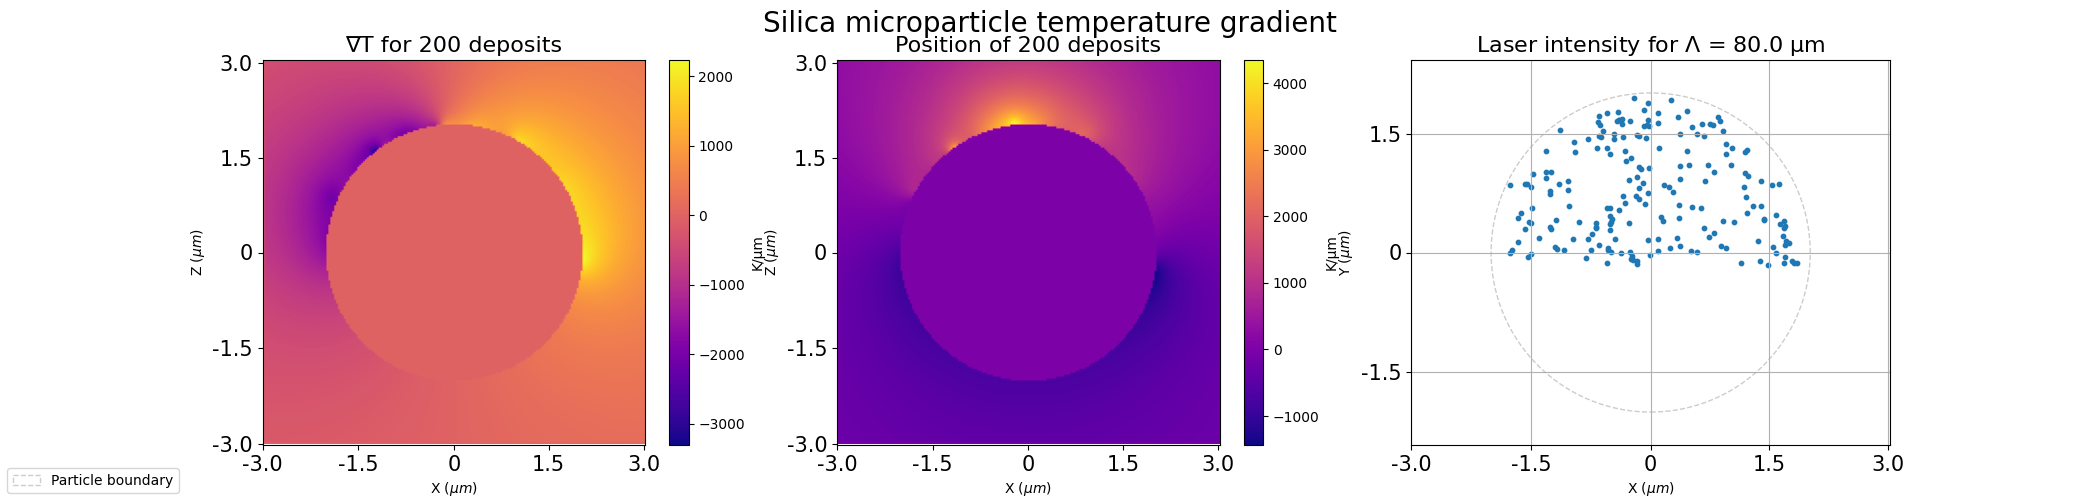 Silica microparticle temperature gradient
∇T for 200 deposits
3.0
1.5
0
-1.5
-3.0
Z (μm)
-3.0 -1.5 0 1.5 3.0
X (μm)
2000
1000
0
−1000
−2000
−3000
K/μm
Position of 200 deposits
3.0
1.5
0
-1.5
-3.0
Z (μm)
-3.0 -1.5 0 1.5 3.0
X (μm)
4000
3000
2000
1000
0
−1000
K/μm
Laser intensity for Λ = 80.0 μm
1.5
0
-1.5
Y (μm)
-3.0 -1.5 0 1.5 3.0
X (μm)
Particle boundary